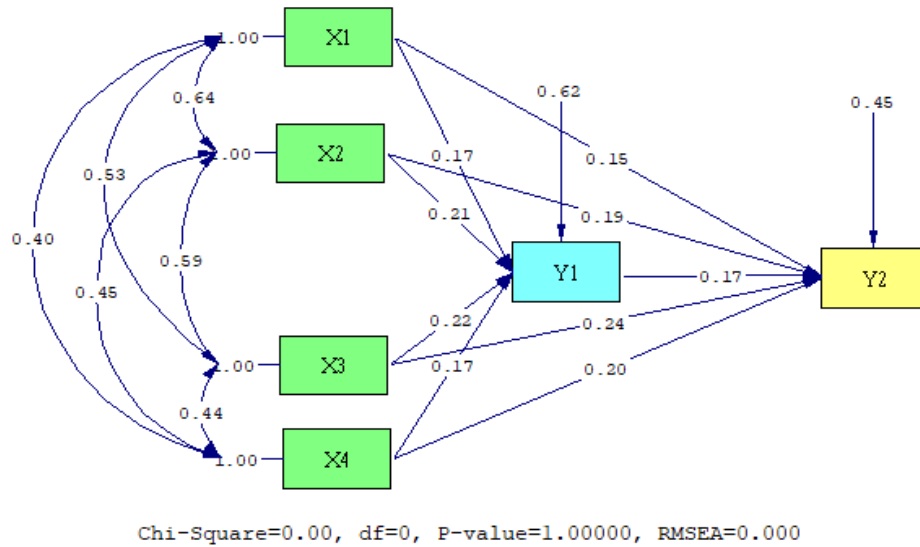 1.00 X1
0.64
0.62
0.45
1.00 X2
0.17
0.15
0.53
0.21
0.19
0.40
0.59
0.45
Y1
0.17
Y2
0.22
0.24
1.00 X3
0.17
0.20
0.44
1.00 X4
Chi-Square=0.00, df=0, P-value=1.00000, RMSEA=0.000